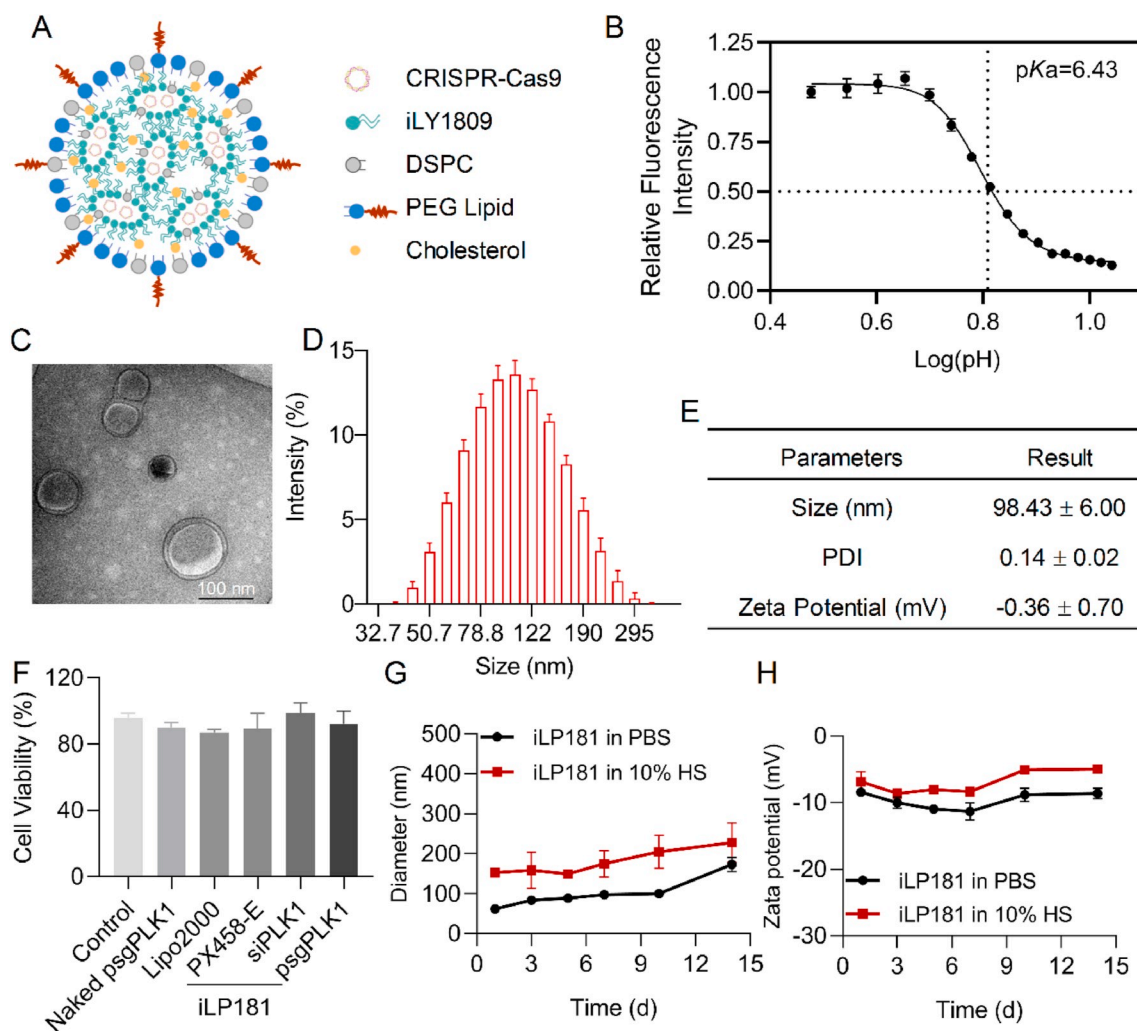 A
CRISPR-Cas9
iLY1809
DSPC
PEG Lipid
Cholesterol
B
Relative Fluorescence
Intensity
1.25
1.00
0.75
0.50
0.25
0.00
pKa=6.43
0.4 0.6 0.8 1.0
Log(pH)
C
100 nm
D
Intensity (%)
15
10
5
0
32.7 50.7 78.8 122 190 295
Size (nm)
E
Parameters Result
Size (nm) 98.43 ± 6.00
PDI 0.14 ± 0.02
Zeta Potential (mV) -0.36 ± 0.70
F
Cell Viability (%)
120
80
40
0
Control
Naked psgPLK1
Lipo2000
PX458-E
siPLK1
psgPLK1
iLP181
G
Diameter (nm)
500
400
300
200
100
0
iLP181 in PBS
iLP181 in 10% HS
0 3 6 9 12 15
Time (d)
H
Zata potential (mV)
0
-10
-20
-30
iLP181 in PBS
iLP181 in 10% HS
0 3 6 9 12 15
Time (d)